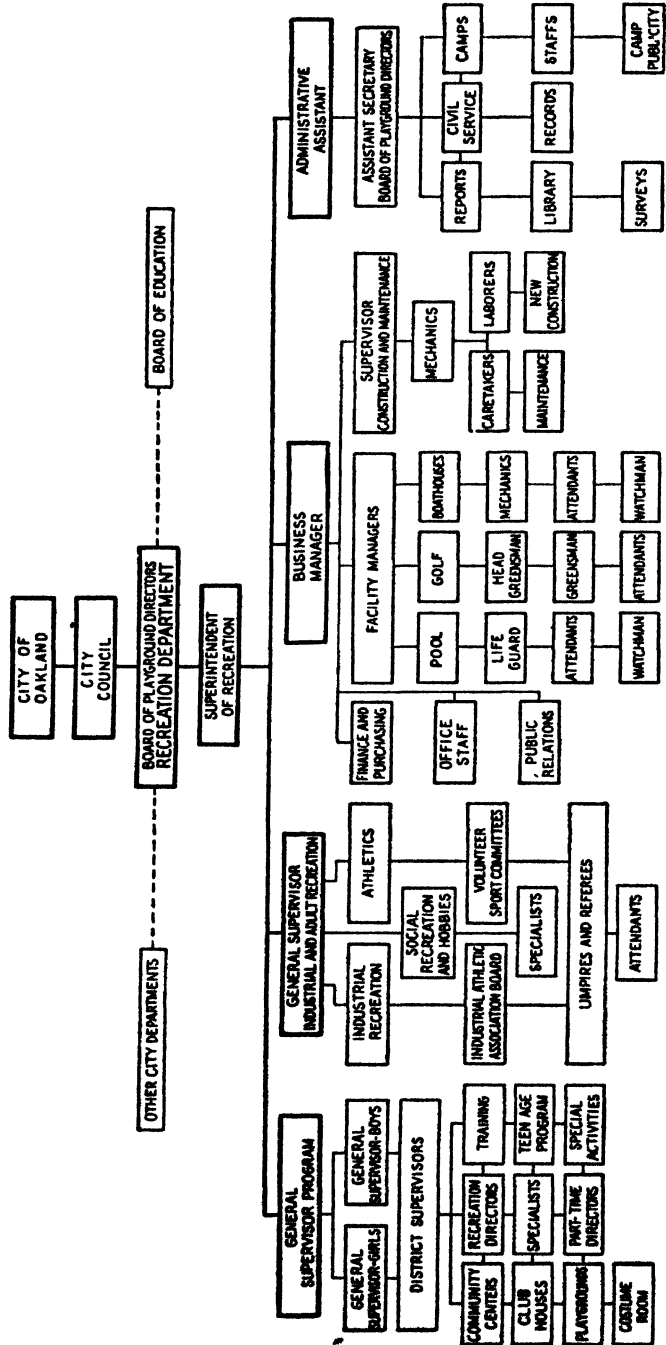 CITY OF
OAKLAND
CITY
COUNCIL
OTHER CITY DEPARTMENTS
BOARD OF PLAYGROUND DIRECTORS
RECREATION DEPARTMENT
BOARD OF EDUCATION
SUPERINTENDENT
OF RECREATION
GENERAL
SUPERVISOR PROGRAM
GENERAL
SUPERVISOR-GIRLS
GENERAL
SUPERVISOR-BOYS
DISTRICT SUPERVISORS
COMMUNITY
CENTERS
RECREATION
DIRECTORS
TRAINING
CLUB
HOUSES
SPECIALISTS
TEEN AGE
PROGRAM
PLAYGROUNDS
PART-TIME
DIRECTORS
SPECIAL
ACTIVITIES
COSTUME
ROOM
GENERAL SUPERVISOR
INDUSTRIAL AND ADULT RECREATION
INDUSTRIAL
RECREATION
ATHLETICS
SOCIAL
RECREATION
AND HOBBIES
INDUSTRIAL ATHLETIC
ASSOCIATION BOARD
VOLUNTEER
SPORT COMMITTEES
SPECIALISTS
UMPIRES AND REFEREES
ATTENDANTS
BUSINESS
MANAGER
FINANCE AND
PURCHASING
OFFICE
STAFF
PUBLIC
RELATIONS
FACILITY MANAGERS
POOL
GOLF
BOATHOUSES
LIFE
GUARD
HEAD
GREENSMAN
MECHANICS
ATTENDANTS
GREENSMAN
ATTENDANTS
WATCHMAN
ATTENDANTS
WATCHMAN
SUPERVISOR
CONSTRUCTION AND MAINTENANCE
MECHANICS
CARETAKERS
LABORERS
MAINTENANCE
NEW
CONSTRUCTION
ADMINISTRATIVE
ASSISTANT
ASSISTANT SECRETARY
BOARD OF PLAYGROUND DIRECTORS
REPORTS
CIVIL
SERVICE
CAMPS
LIBRARY
RECORDS
STAFFS
SURVEYS
CAMP
PUBL'CITY